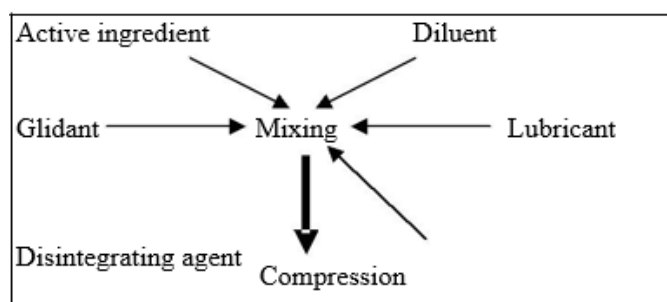 Active ingredient Diluent
Glidant Mixing Lubricant
Disintegrating agent
Compression